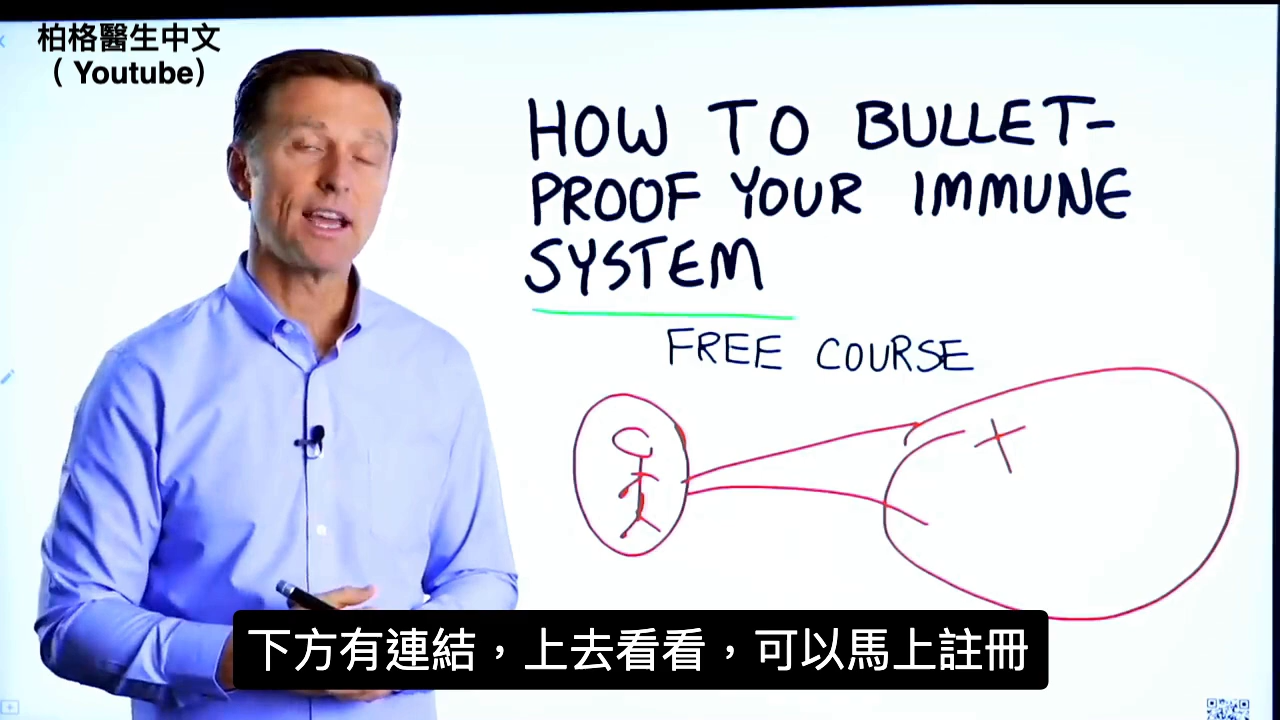 柏格醫生中文
( Youtube)
HOW TO BULLET-
PROOF YOUR IMMUNE
SYSTEM
FREE COURSE
下方有連結，上去看看，可以馬上註冊